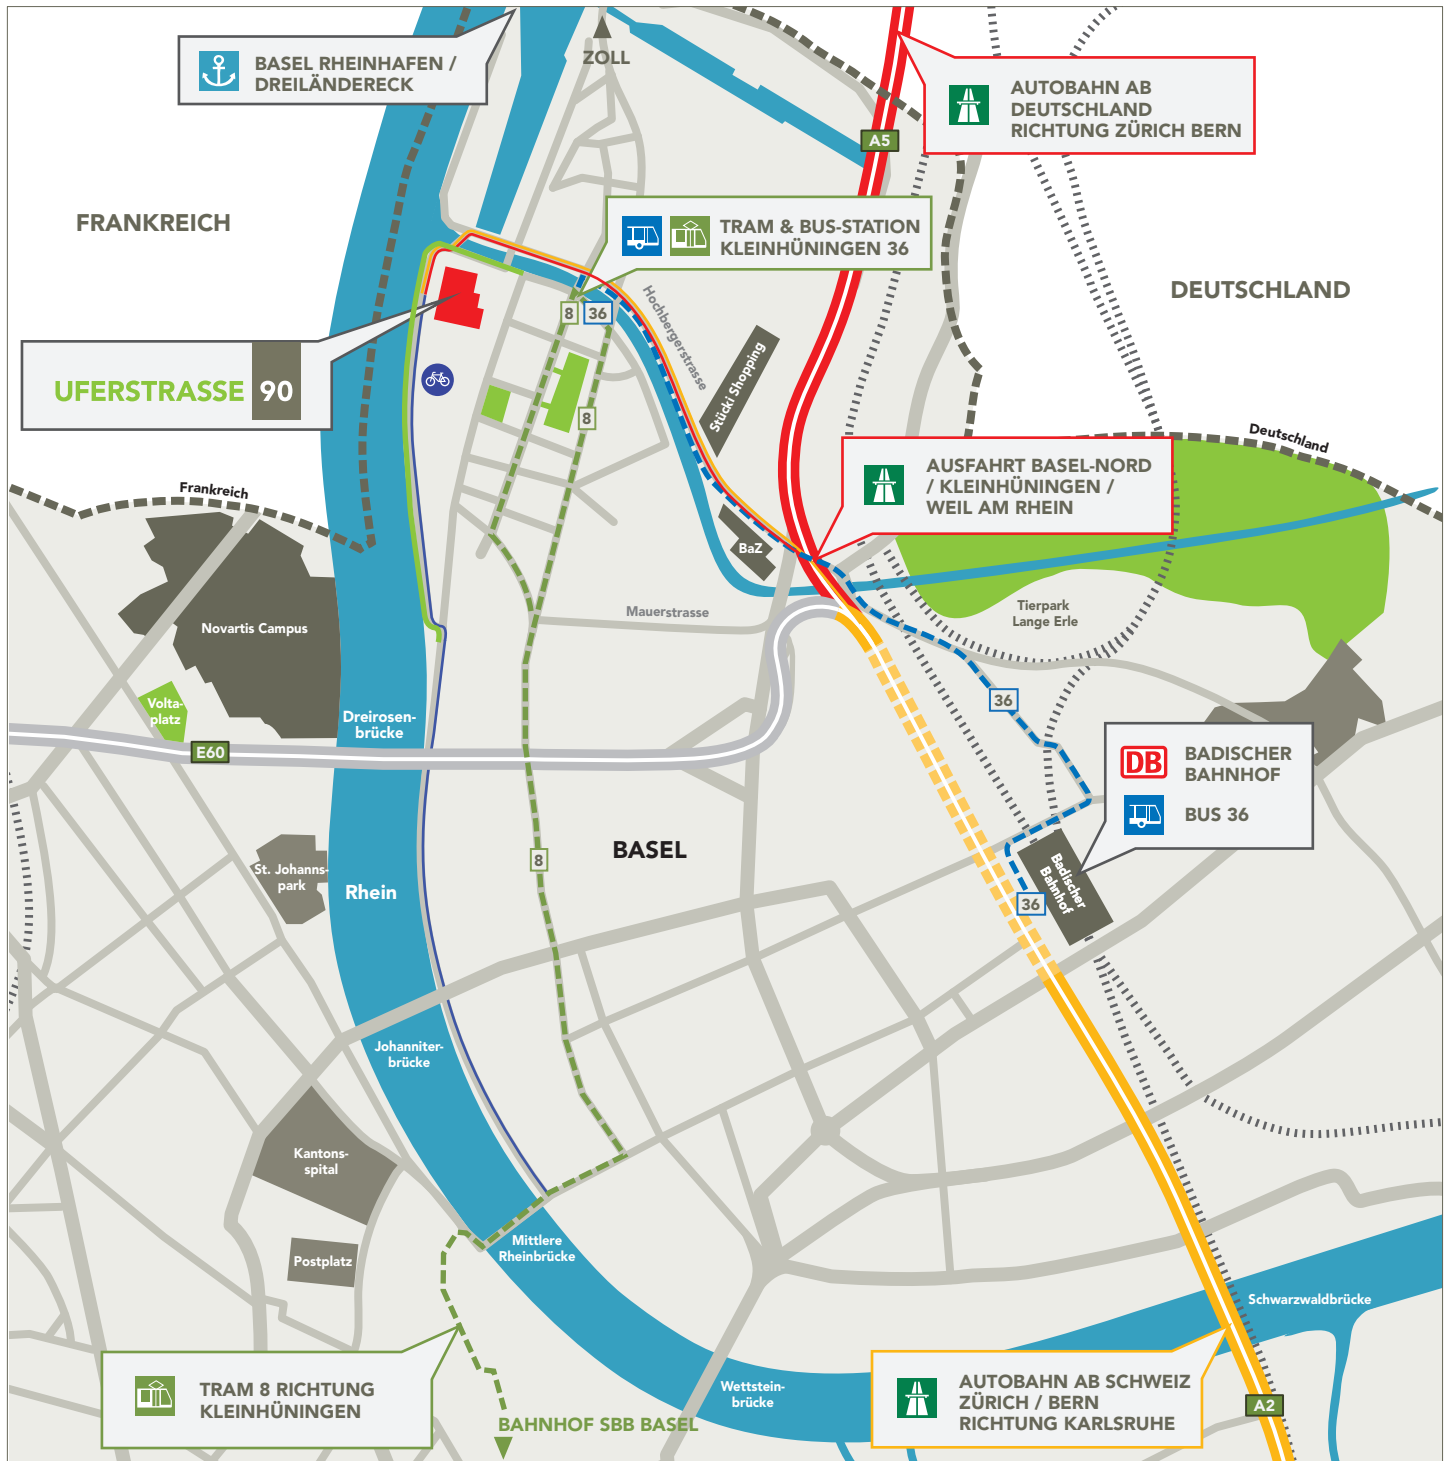 BASEL RHEINHAFEN /
DREILÄNDERECK
ZOLL
AUTOBAHN AB
DEUTSCHLAND
RICHTUNG ZÜRICH BERN
A5
FRANKREICH
TRAM & BUS-STATION
KLEINHÜNINGEN 36
DEUTSCHLAND
8
36
Hochbergerstrasse
Stücki Shopping
UFERSTRASSE 90
8
Deutschland
AUSFAHRT BASEL-NORD
/ KLEINHÜNINGEN /
WEIL AM RHEIN
Frankreich
BaZ
Novartis Campus
Mauerstrasse
Tierpark
Lange Erle
Volta-
platz
36
Dreirosen-
brücke
E60
DB
BADISCHER
BAHNHOF
BUS 36
BASEL
8
St. Johanns-
park
Rhein
Badischer
Bahnhof
36
Johanniter-
brücke
Kantons-
spital
Mittlere
Rheinbrücke
Postplatz
Schwarzwaldbrücke
TRAM 8 RICHTUNG
KLEINHÜNINGEN
Wettstein-
brücke
AUTOBAHN AB SCHWEIZ
ZÜRICH / BERN
RICHTUNG KARLSRUHE
A2
BAHNHOF SBB BASEL